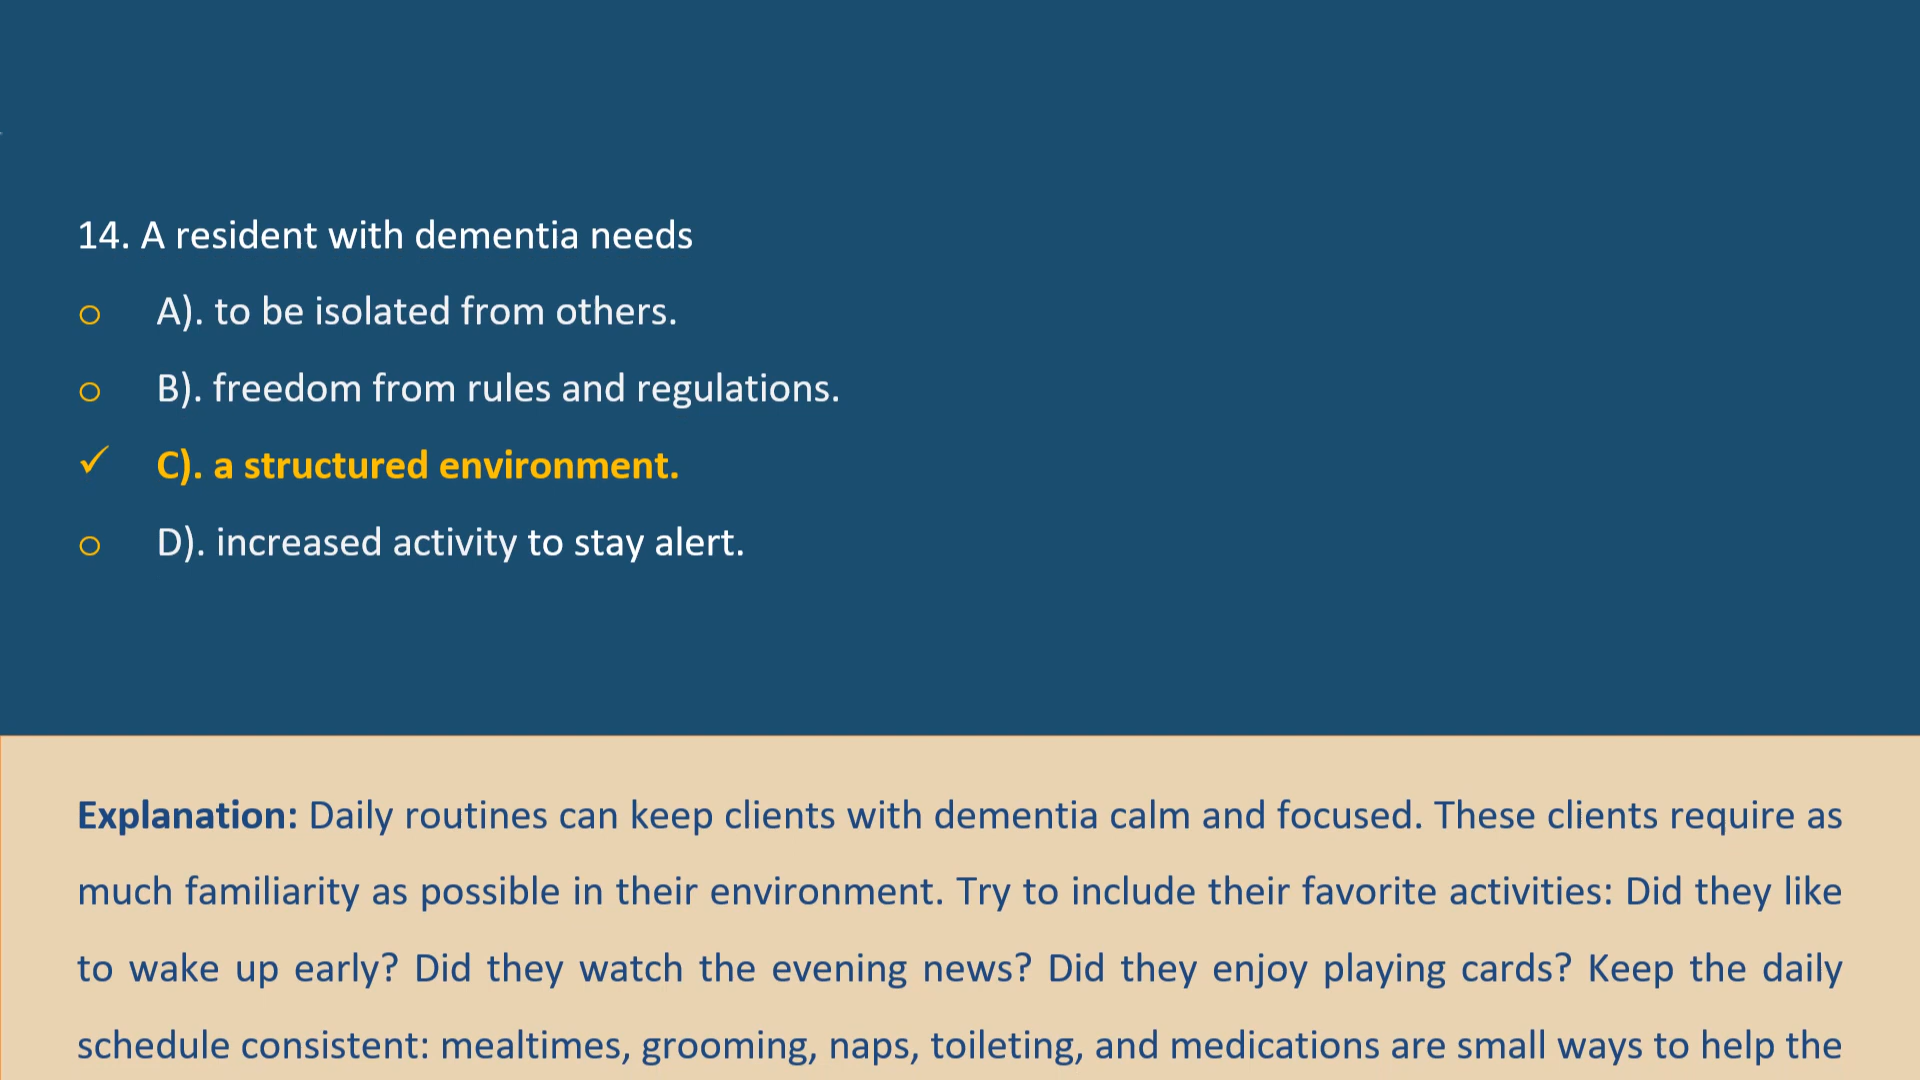 14. A resident with dementia needs
o A). to be isolated from others.
o B). freedom from rules and regulations.
✓ C). a structured environment.
o D). increased activity to stay alert.
Explanation: Daily routines can keep clients with dementia calm and focused. These clients require as
much familiarity as possible in their environment. Try to include their favorite activities: Did they like
to wake up early? Did they watch the evening news? Did they enjoy playing cards? Keep the daily
schedule consistent: mealtimes, grooming, naps, toileting, and medications are small ways to help the